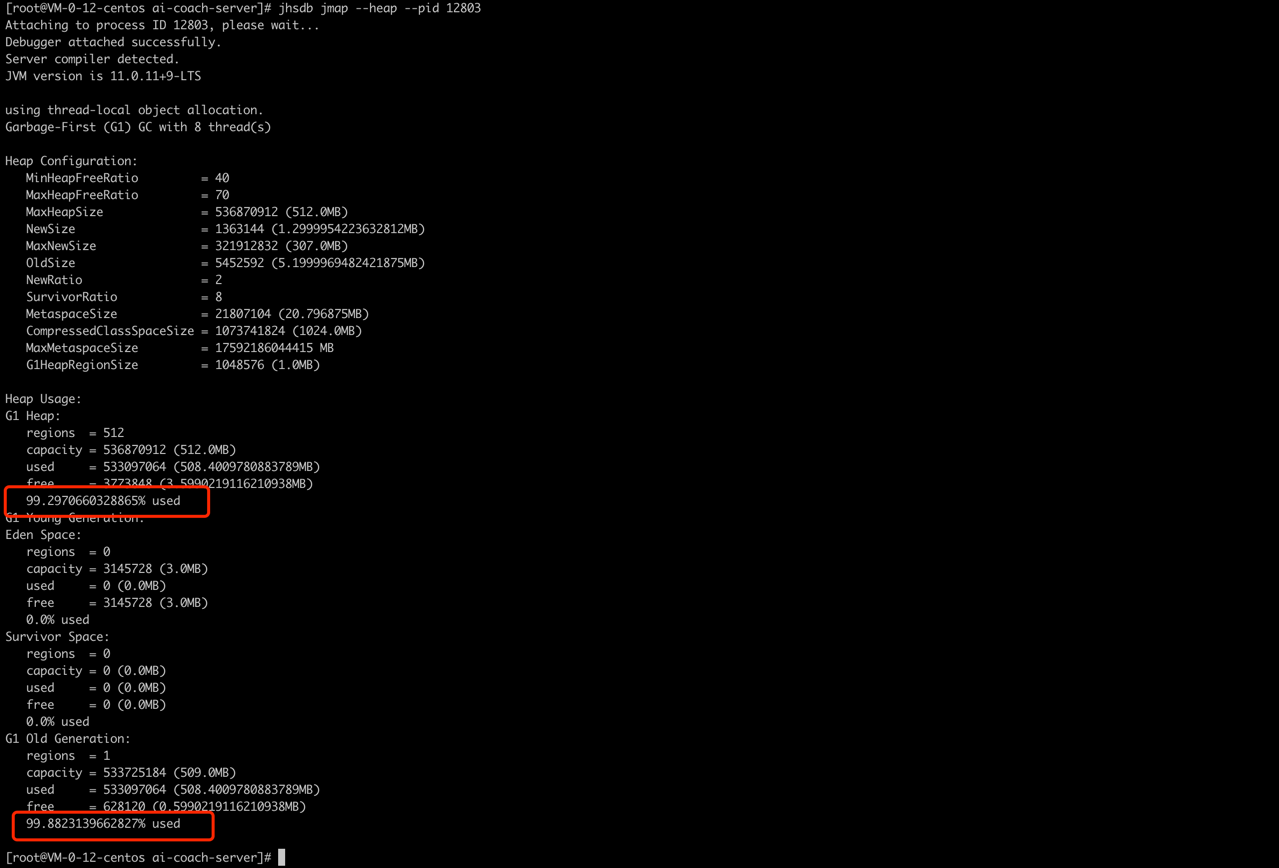 [root@VM-0-12-centos ai-coach-server]# jhsdb jmap --heap --pid 12803
Attaching to process ID 12803, please wait...
Debugger attached successfully.
Server compiler detected.
JVM version is 11.0.11+9-LTS
using thread-local object allocation.
Garbage-First (G1) GC with 8 thread(s)
Heap Configuration:
MinHeapFreeRatio = 40
MaxHeapFreeRatio = 70
MaxHeapSize = 536870912 (512.0MB)
NewSize = 1363144 (1.2999954223632812MB)
MaxNewSize = 321912832 (307.0MB)
OldSize = 5452592 (5.1999969482421875MB)
NewRatio = 2
SurvivorRatio = 8
MetaspaceSize = 21807104 (20.796875MB)
CompressedClassSpaceSize = 1073741824 (1024.0MB)
MaxMetaspaceSize = 17592186044415 MB
G1HeapRegionSize = 1048576 (1.0MB)
Heap Usage:
G1 Heap:
regions = 512
capacity = 536870912 (512.0MB)
used = 533097064 (508.4009780883789MB)
free = 3773848 (3.5990219116210938MB)
99.2970660328865% used
G1 Young Generation:
Eden Space:
regions = 0
capacity = 3145728 (3.0MB)
used = 0 (0.0MB)
free = 3145728 (3.0MB)
0.0% used
Survivor Space:
regions = 0
capacity = 0 (0.0MB)
used = 0 (0.0MB)
free = 0 (0.0MB)
0.0% used
G1 Old Generation:
regions = 1
capacity = 533725184 (509.0MB)
used = 533097064 (508.4009780883789MB)
free = 628120 (0.5990219116210938MB)
99.8823139662827% used
[root@VM-0-12-centos ai-coach-server]#